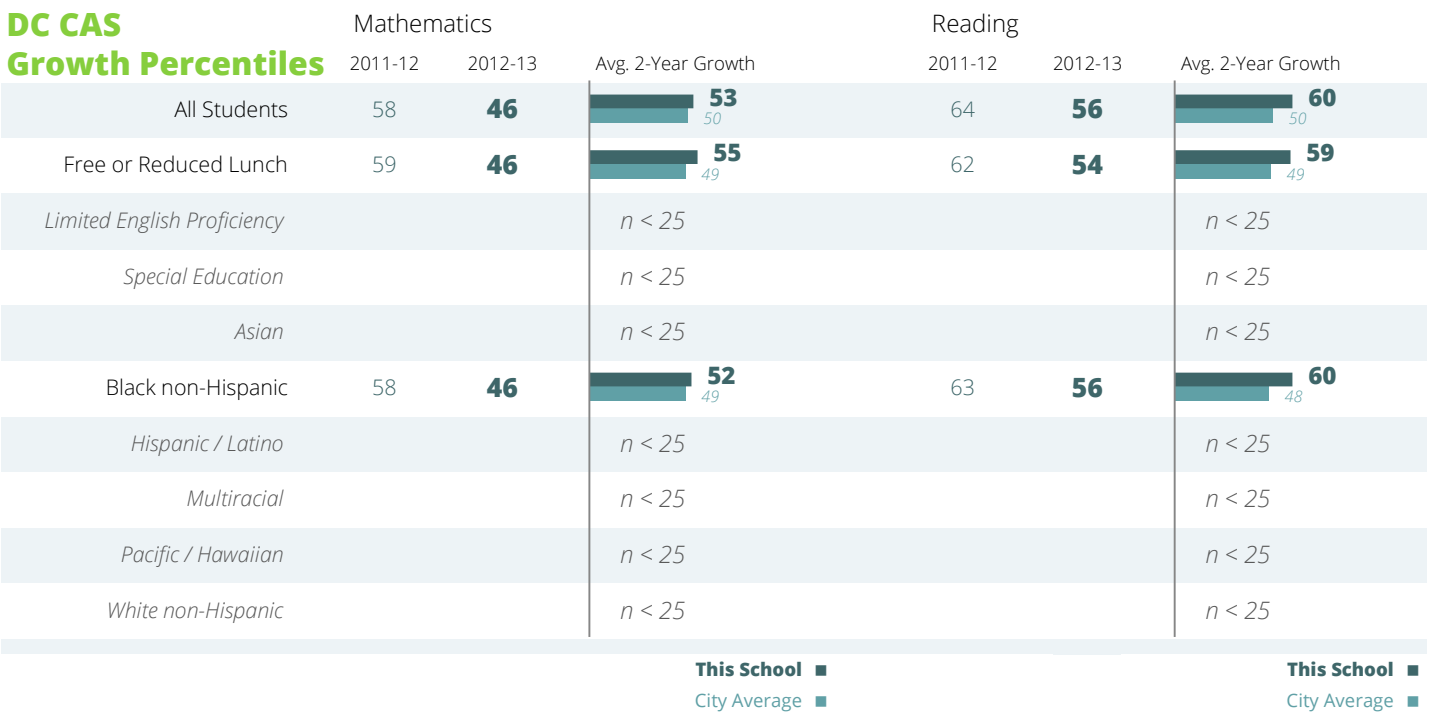 DC CAS Mathematics Reading
Growth Percentiles 2011-12 2012-13 Avg. 2-Year Growth 2011-12 2012-13 Avg. 2-Year Growth
All Students 58 46 53 50 64 56 60 50
Free or Reduced Lunch 59 46 55 49 62 54 59 49
Limited English Proficiency n < 25 n < 25
Special Education n < 25 n < 25
Asian n < 25 n < 25
Black non-Hispanic 58 46 52 49 63 56 60 48
Hispanic / Latino n < 25 n < 25
Multiracial n < 25 n < 25
Pacific / Hawaiian n < 25 n < 25
White non-Hispanic n < 25 n < 25
This School This School
City Average City Average